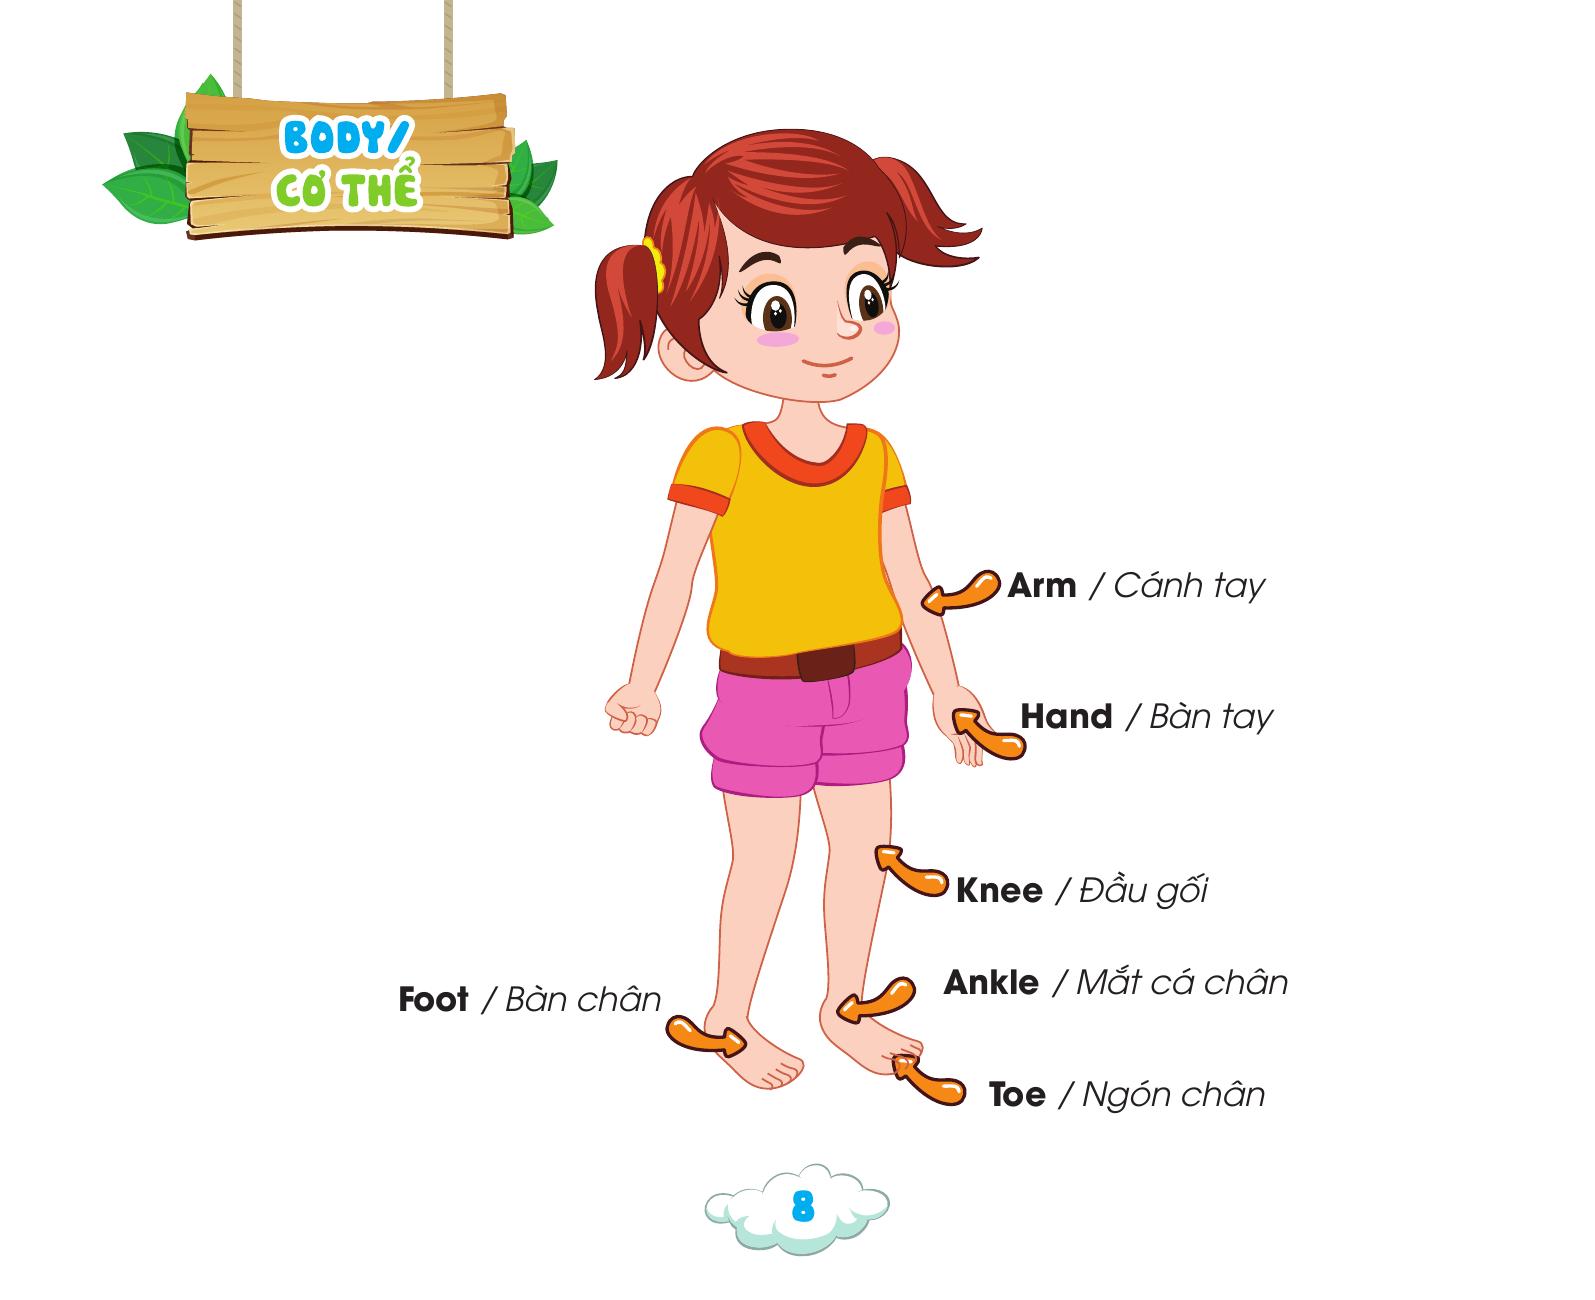 BODY/
CƠ THỂ
Arm / Cánh tay
Hand / Bàn tay
Knee / Đầu gối
Ankle / Mắt cá chân
Foot / Bàn chân
Toe / Ngón chân
8